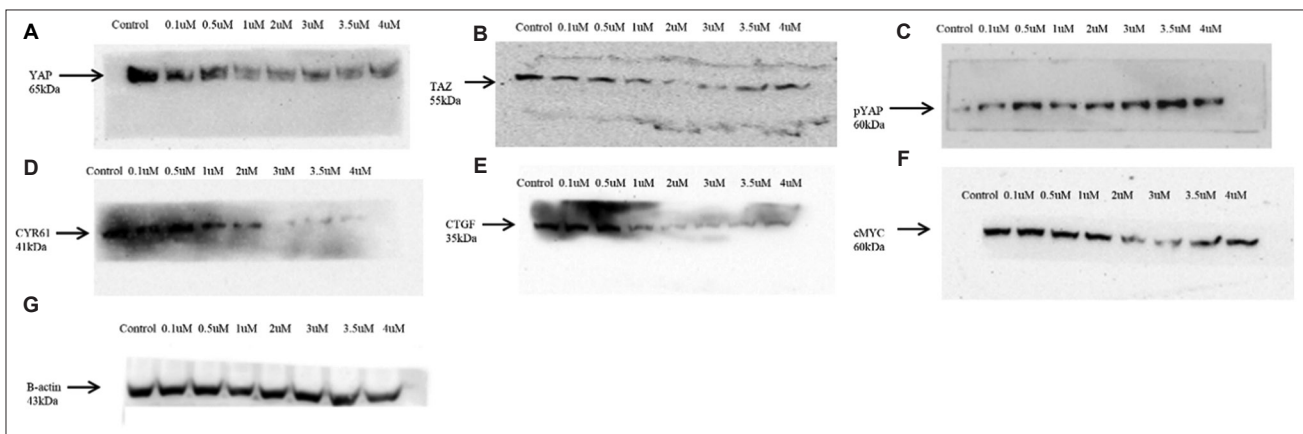 A
Control 0.1uM 0.5uM 1uM 2uM 3uM 3.5uM 4uM
YAP
65kDa
B
Control 0.1uM 0.5uM 1uM 2uM 3uM 3.5uM 4uM
TAZ
55kDa
C
Control 0.1uM 0.5uM 1uM 2uM 3uM 3.5uM 4uM
pYAP
60kDa
D
Control 0.1uM 0.5uM 1uM 2uM 3uM 3.5uM 4uM
CYR61
41kDa
E
Control 0.1uM 0.5uM 1uM 2uM 3uM 3.5uM 4uM
CTGF
35kDa
F
Control 0.1uM 0.5uM 1uM 2uM 3uM 3.5uM 4uM
cMYC
60kDa
G
Control 0.1uM 0.5uM 1uM 2uM 3uM 3.5uM 4uM
B-actin
43kDa